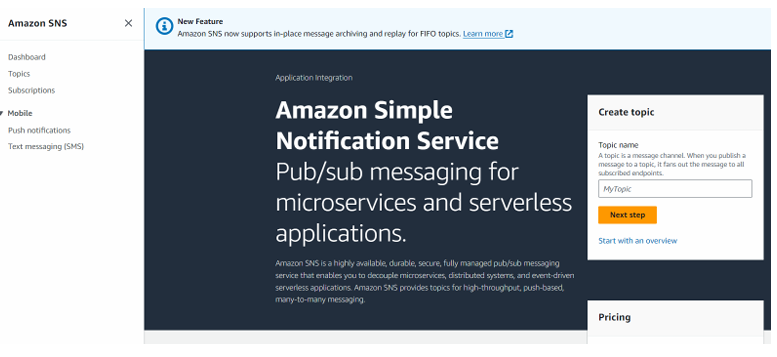 Amazon SNS
Dashboard
Topics
Subscriptions
Mobile
Push notifications
Text messaging (SMS)
New Feature
Amazon SNS now supports in-place message archiving and replay for FIFO topics. Learn more
Application Integration
Amazon Simple
Notification Service
Pub/sub messaging for
microservices and serverless
applications.
Amazon SNS is a highly available, durable, secure, fully managed pub/sub messaging
service that enables you to decouple microservices, distributed systems, and event-driven
serverless applications. Amazon SNS provides topics for high-throughput, push-based,
many-to-many messaging.
Create topic
Topic name
A topic is a message channel. When you publish a
message to a topic, it fans out the message to all
subscribed endpoints.
MyTopic
Next step
Start with an overview
Pricing